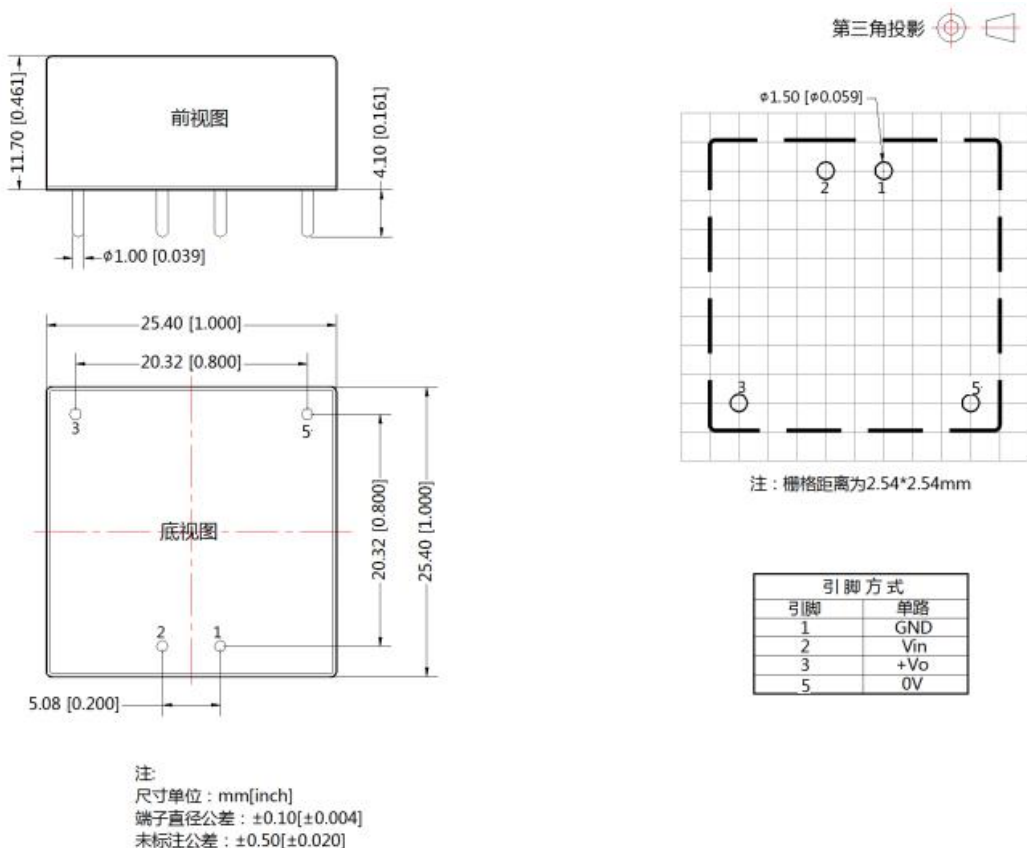 第三角投影
11.70 [0.461]
前视图
4.10 [0.161]
⌀1.00 [0.039]
⌀1.50 [⌀0.059]
2
1
3
5
注：栅格距离为2.54*2.54mm
25.40 [1.000]
20.32 [0.800]
3
5
底视图
20.32 [0.800]
25.40 [1.000]
2
1
5.08 [0.200]
引脚方式
引脚 单路
1 GND
2 Vin
3 +Vo
5 0V
注:
尺寸单位：mm[inch]
端子直径公差：±0.10[±0.004]
未标注公差：±0.50[±0.020]